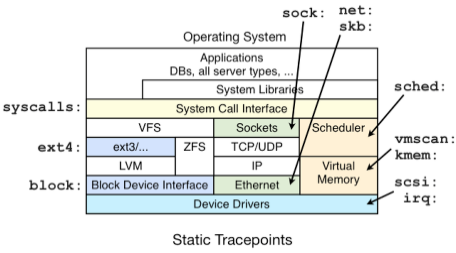 sock: net:
skb:
Operating System
Applications
DBs, all server types, ...
System Libraries
sched:
syscalls: System Call Interface
VFS Sockets Scheduler
ext4: ext3/... ZFS TCP/UDP
vmscan:
kmem:
LVM IP Virtual
Memory
block: Block Device Interface Ethernet
scsi:
irq:
Device Drivers
Static Tracepoints